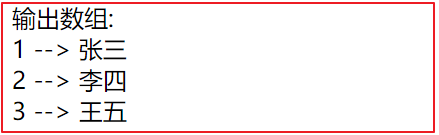 输出数组:
1 --> 张三
2 --> 李四
3 --> 王五